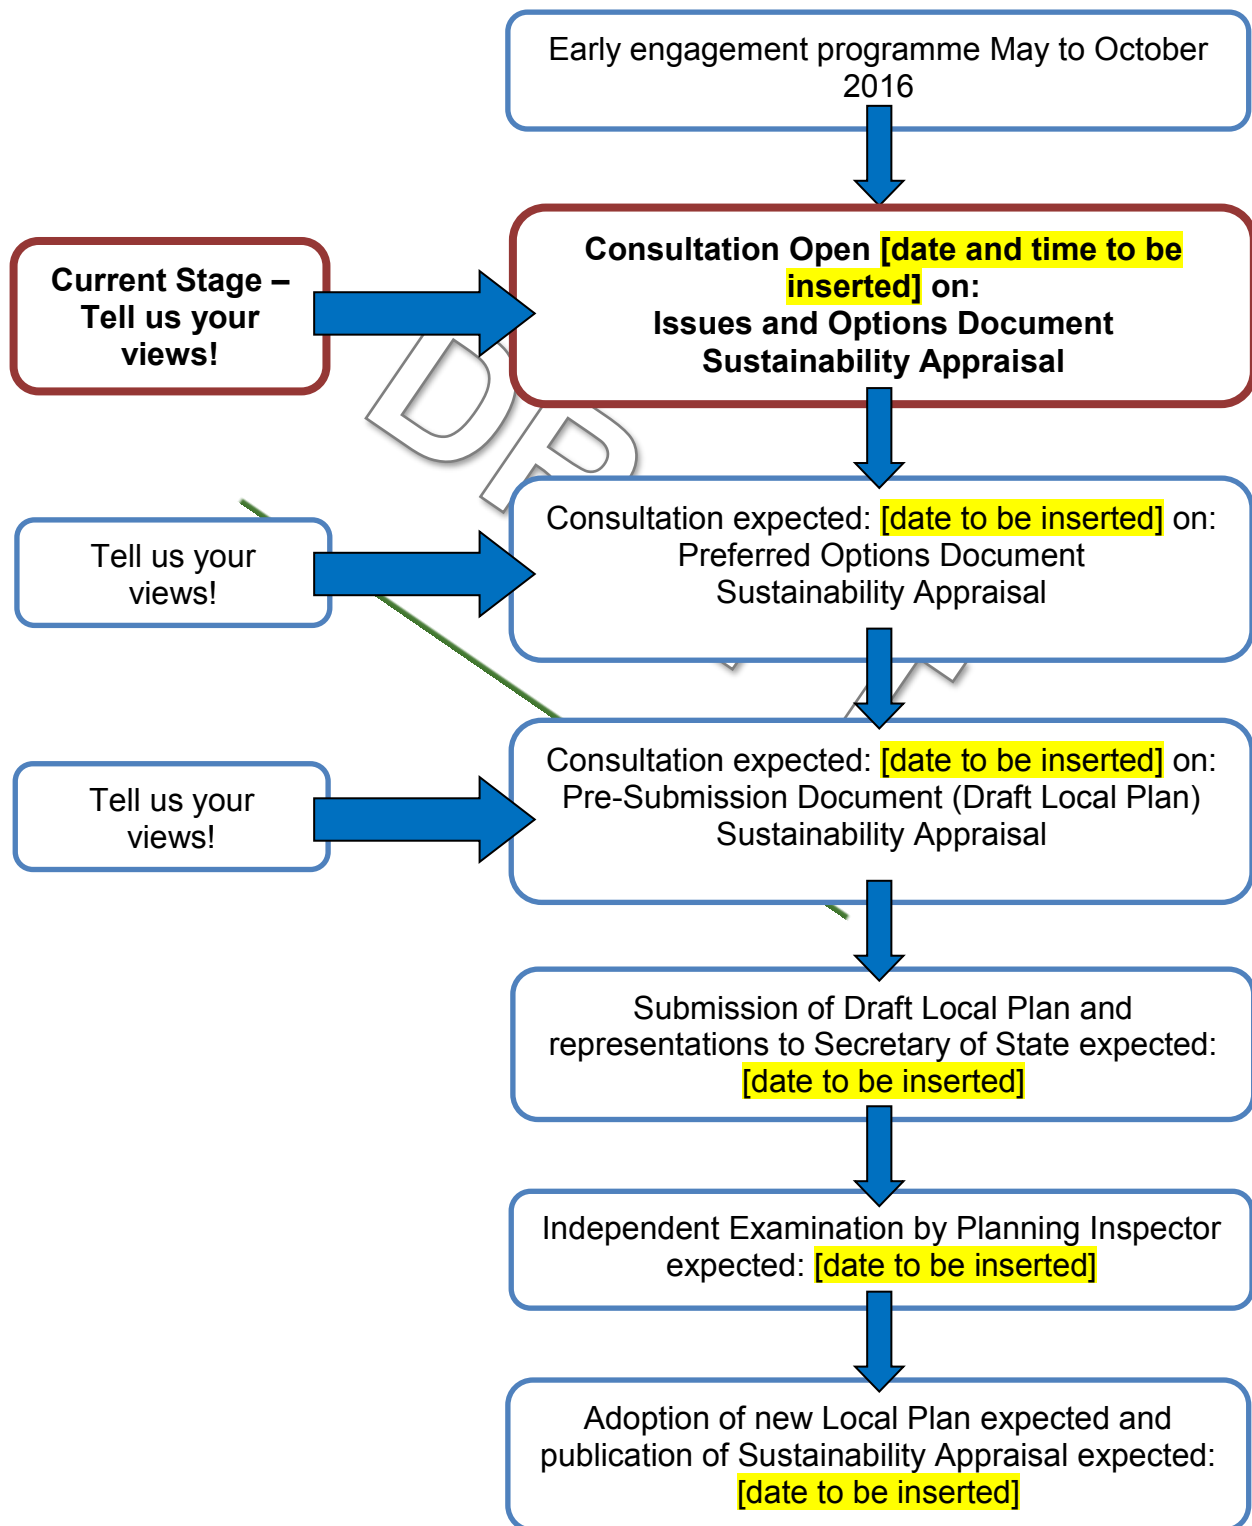 Early engagement programme May to October
2016
Current Stage –
Tell us your
views!
Consultation Open [date and time to be
inserted] on:
Issues and Options Document
Sustainability Appraisal
Tell us your
views!
Consultation expected: [date to be inserted] on:
Preferred Options Document
Sustainability Appraisal
Tell us your
views!
Consultation expected: [date to be inserted] on:
Pre-Submission Document (Draft Local Plan)
Sustainability Appraisal
Submission of Draft Local Plan and
representations to Secretary of State expected:
[date to be inserted]
Independent Examination by Planning Inspector
expected: [date to be inserted]
Adoption of new Local Plan expected and
publication of Sustainability Appraisal expected:
[date to be inserted]